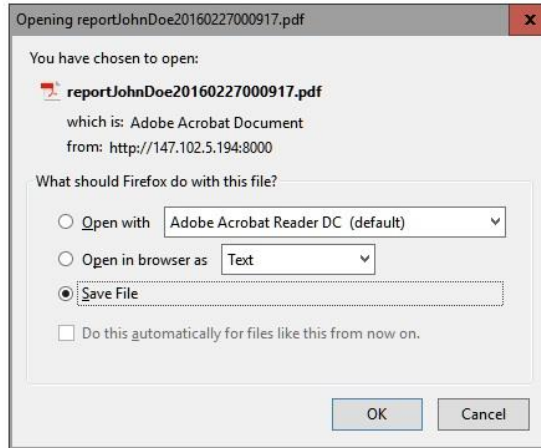 Opening reportJohnDoe20160227000917.pdf
x
You have chosen to open:
reportJohnDoe20160227000917.pdf
which is: Adobe Acrobat Document
from: http://147.102.5.194:8000
What should Firefox do with this file?
Open with Adobe Acrobat Reader DC (default)
Open in browser as Text
Save File
Do this automatically for files like this from now on.
OK Cancel